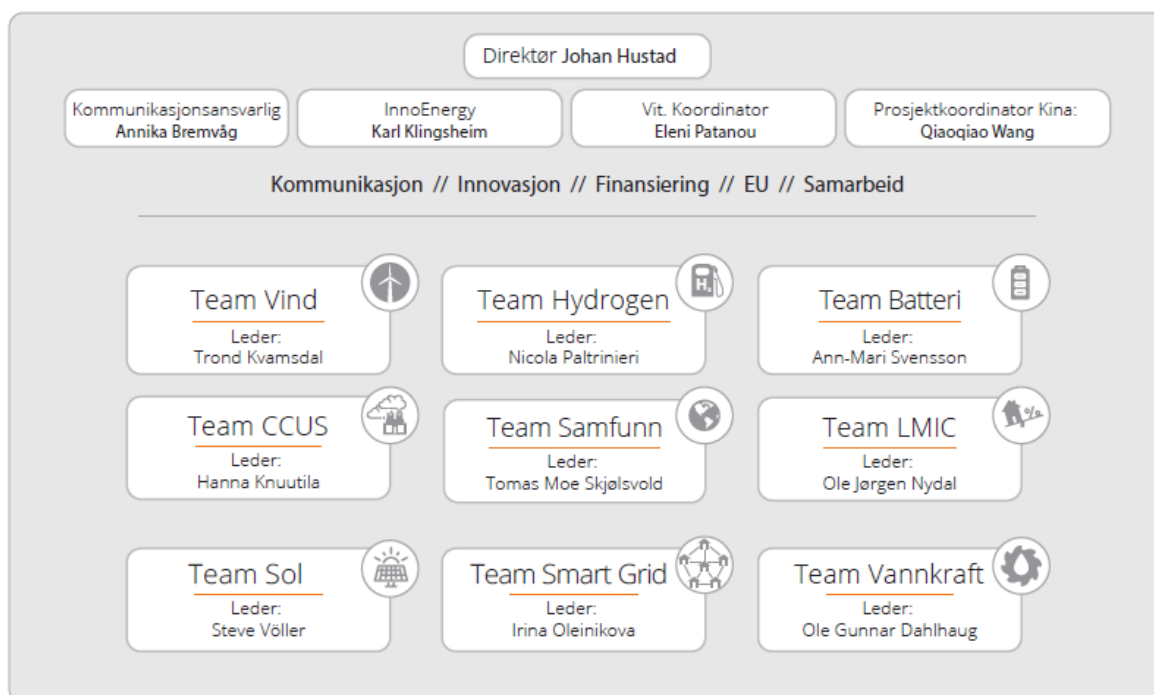 Direktør Johan Hustad
Kommunikasjonsansvarlig
Annika Bremvåg
InnoEnergy
Karl Klingsheim
Vit. Koordinator
Eleni Patanou
Prosjektkoordinator Kina:
Qiaoqiao Wang
Kommunikasjon // Innovasjon // Finansiering // EU // Samarbeid
Team Vind
Leder:
Trond Kvamsdal
Team Hydrogen
Leder:
Nicola Paltrinieri
H₂
Team Batteri
Leder:
Ann-Mari Svensson
Team CCUS
Leder:
Hanna Knuutila
Team Samfunn
Leder:
Tomas Moe Skjølsvold
Team LMIC
Leder:
Ole Jørgen Nydal
%
Team Sol
Leder:
Steve Völler
Team Smart Grid
Leder:
Irina Oleinikova
Team Vannkraft
Leder:
Ole Gunnar Dahlhaug